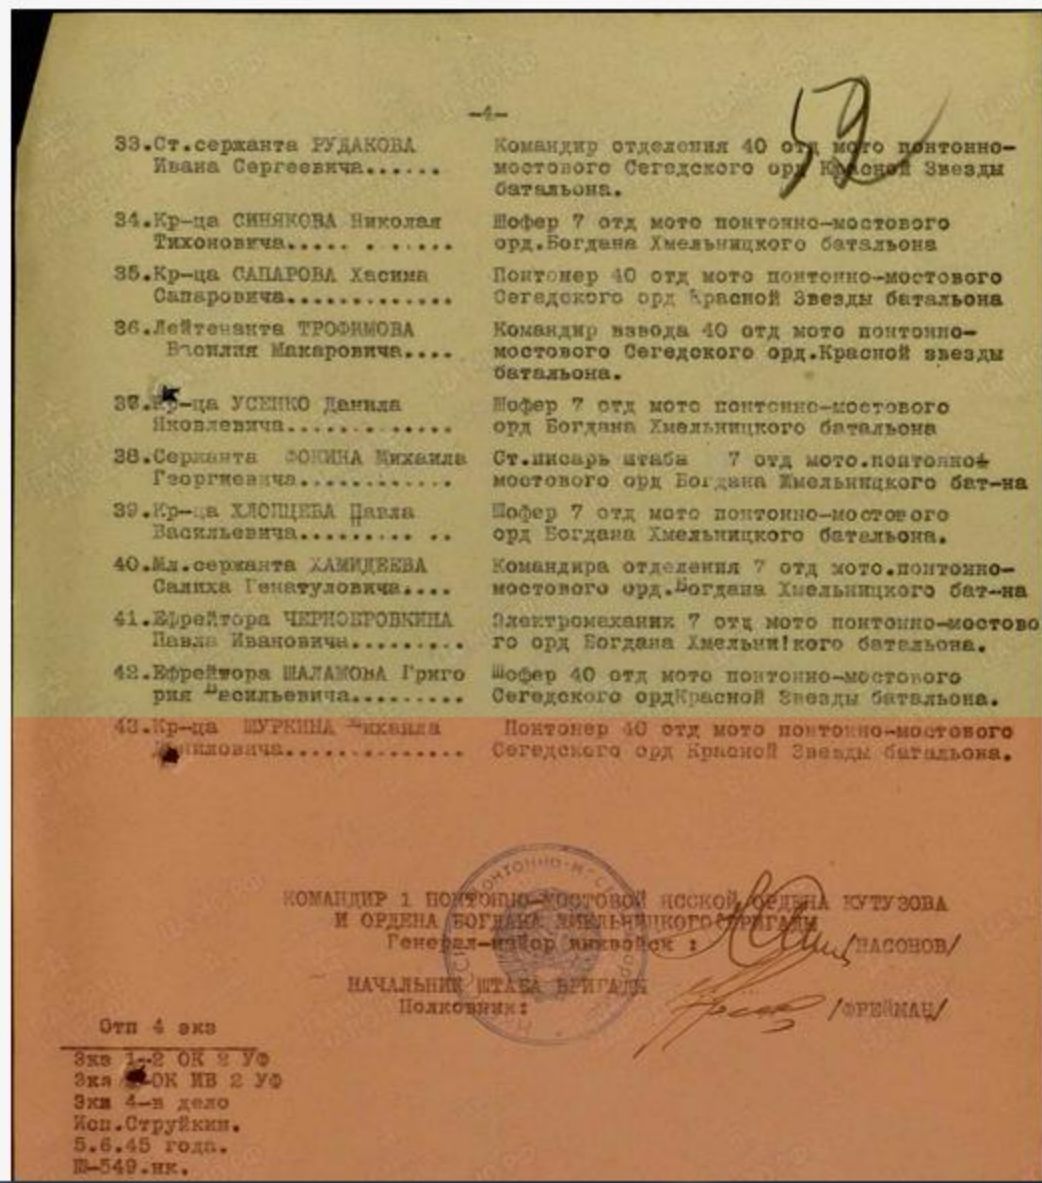 -4-
59
33.Ст.сержанта РУДАКОВА Командир отделения 40 отд мото понтонно-
Ивана Сергеевича...... мостового Сегедского орд Красной Звезды
батальона.
34.Кр-ца СИНЯКОВА Николая Шофер 7 отд мото понтонно-мостового
Тихоновича..... . ..... орд.Богдана Хмельницкого батальона
35.Кр-ца САПАРОВА Хасима Понтонер 40 отд мото понтонно-мостового
Сапаровича............. Сегедского орд Красной Звезды батальона
36.Лейтенанта ТРОФИМОВА Командир взвода 40 отд мото понтонно-
Василия Макаровича.... мостового Сегедского орд.Красной звезды
батальона.
37.Кр-ца УСЕНКО Данила Шофер 7 отд мото понтонно-мостового
Яковлевича............. орд Богдана Хмельницкого батальона
38.Сержанта ФОНИНА Михаила Ст.писарь штаба 7 отд мото.понтонно-
Георгиевича............ мостового орд Богдана Хмельницкого бат-на
39.Кр-ца ХЛОПЦЕВА Павла Шофер 7 отд мото понтонно-мостового
Васильевича......... .. орд Богдана Хмельницкого батальона.
40.Мл.сержанта ХАМИДЕЕВА Командира отделения 7 отд мото.понтонно-
Салиха Генатуловича.... мостового орд.Богдана Хмельницкого бат-на
41.Ефрейтора ЧЕРНОБРОВКИНА Электромеханик 7 отд мото понтонно-мостово
Павла Ивановича......... го орд Богдана Хмельни!кого батальона.
42.Ефрейтора ШАЛАМОВА Григо Шофер 40 отд мото понтонно-мостового
рия Весильевича......... Сегедского ордКрасной Звезды батальона.
43.Кр-ца ШУРКИНА Михаила Понтонер 40 отд мото понтонно-мостового
Даниловича.............. Сегедского орд Красной Звезды батальона.
КОМАНДИР 1 ПОНТОННО-МОСТОВОЙ ЯССКОЙ ОРДЕНА КУТУЗОВА
И ОРДЕНА БОГДАНА ХМЕЛЬНИЦКОГО БРИГАДЫ
Генерал-майор инжвойск : /НАСОНОВ/
НАЧАЛЬНИК ШТАБА БРИГАДЫ
Полковник: /ФРЕЙМАН/
Отп 4 экз
Экз 1-2 ОК 2 УФ
Экз ОК ИВ 2 УФ
Экз 4-в дело
Исп.Струйкин.
5.6.45 года.
№-549.нк.